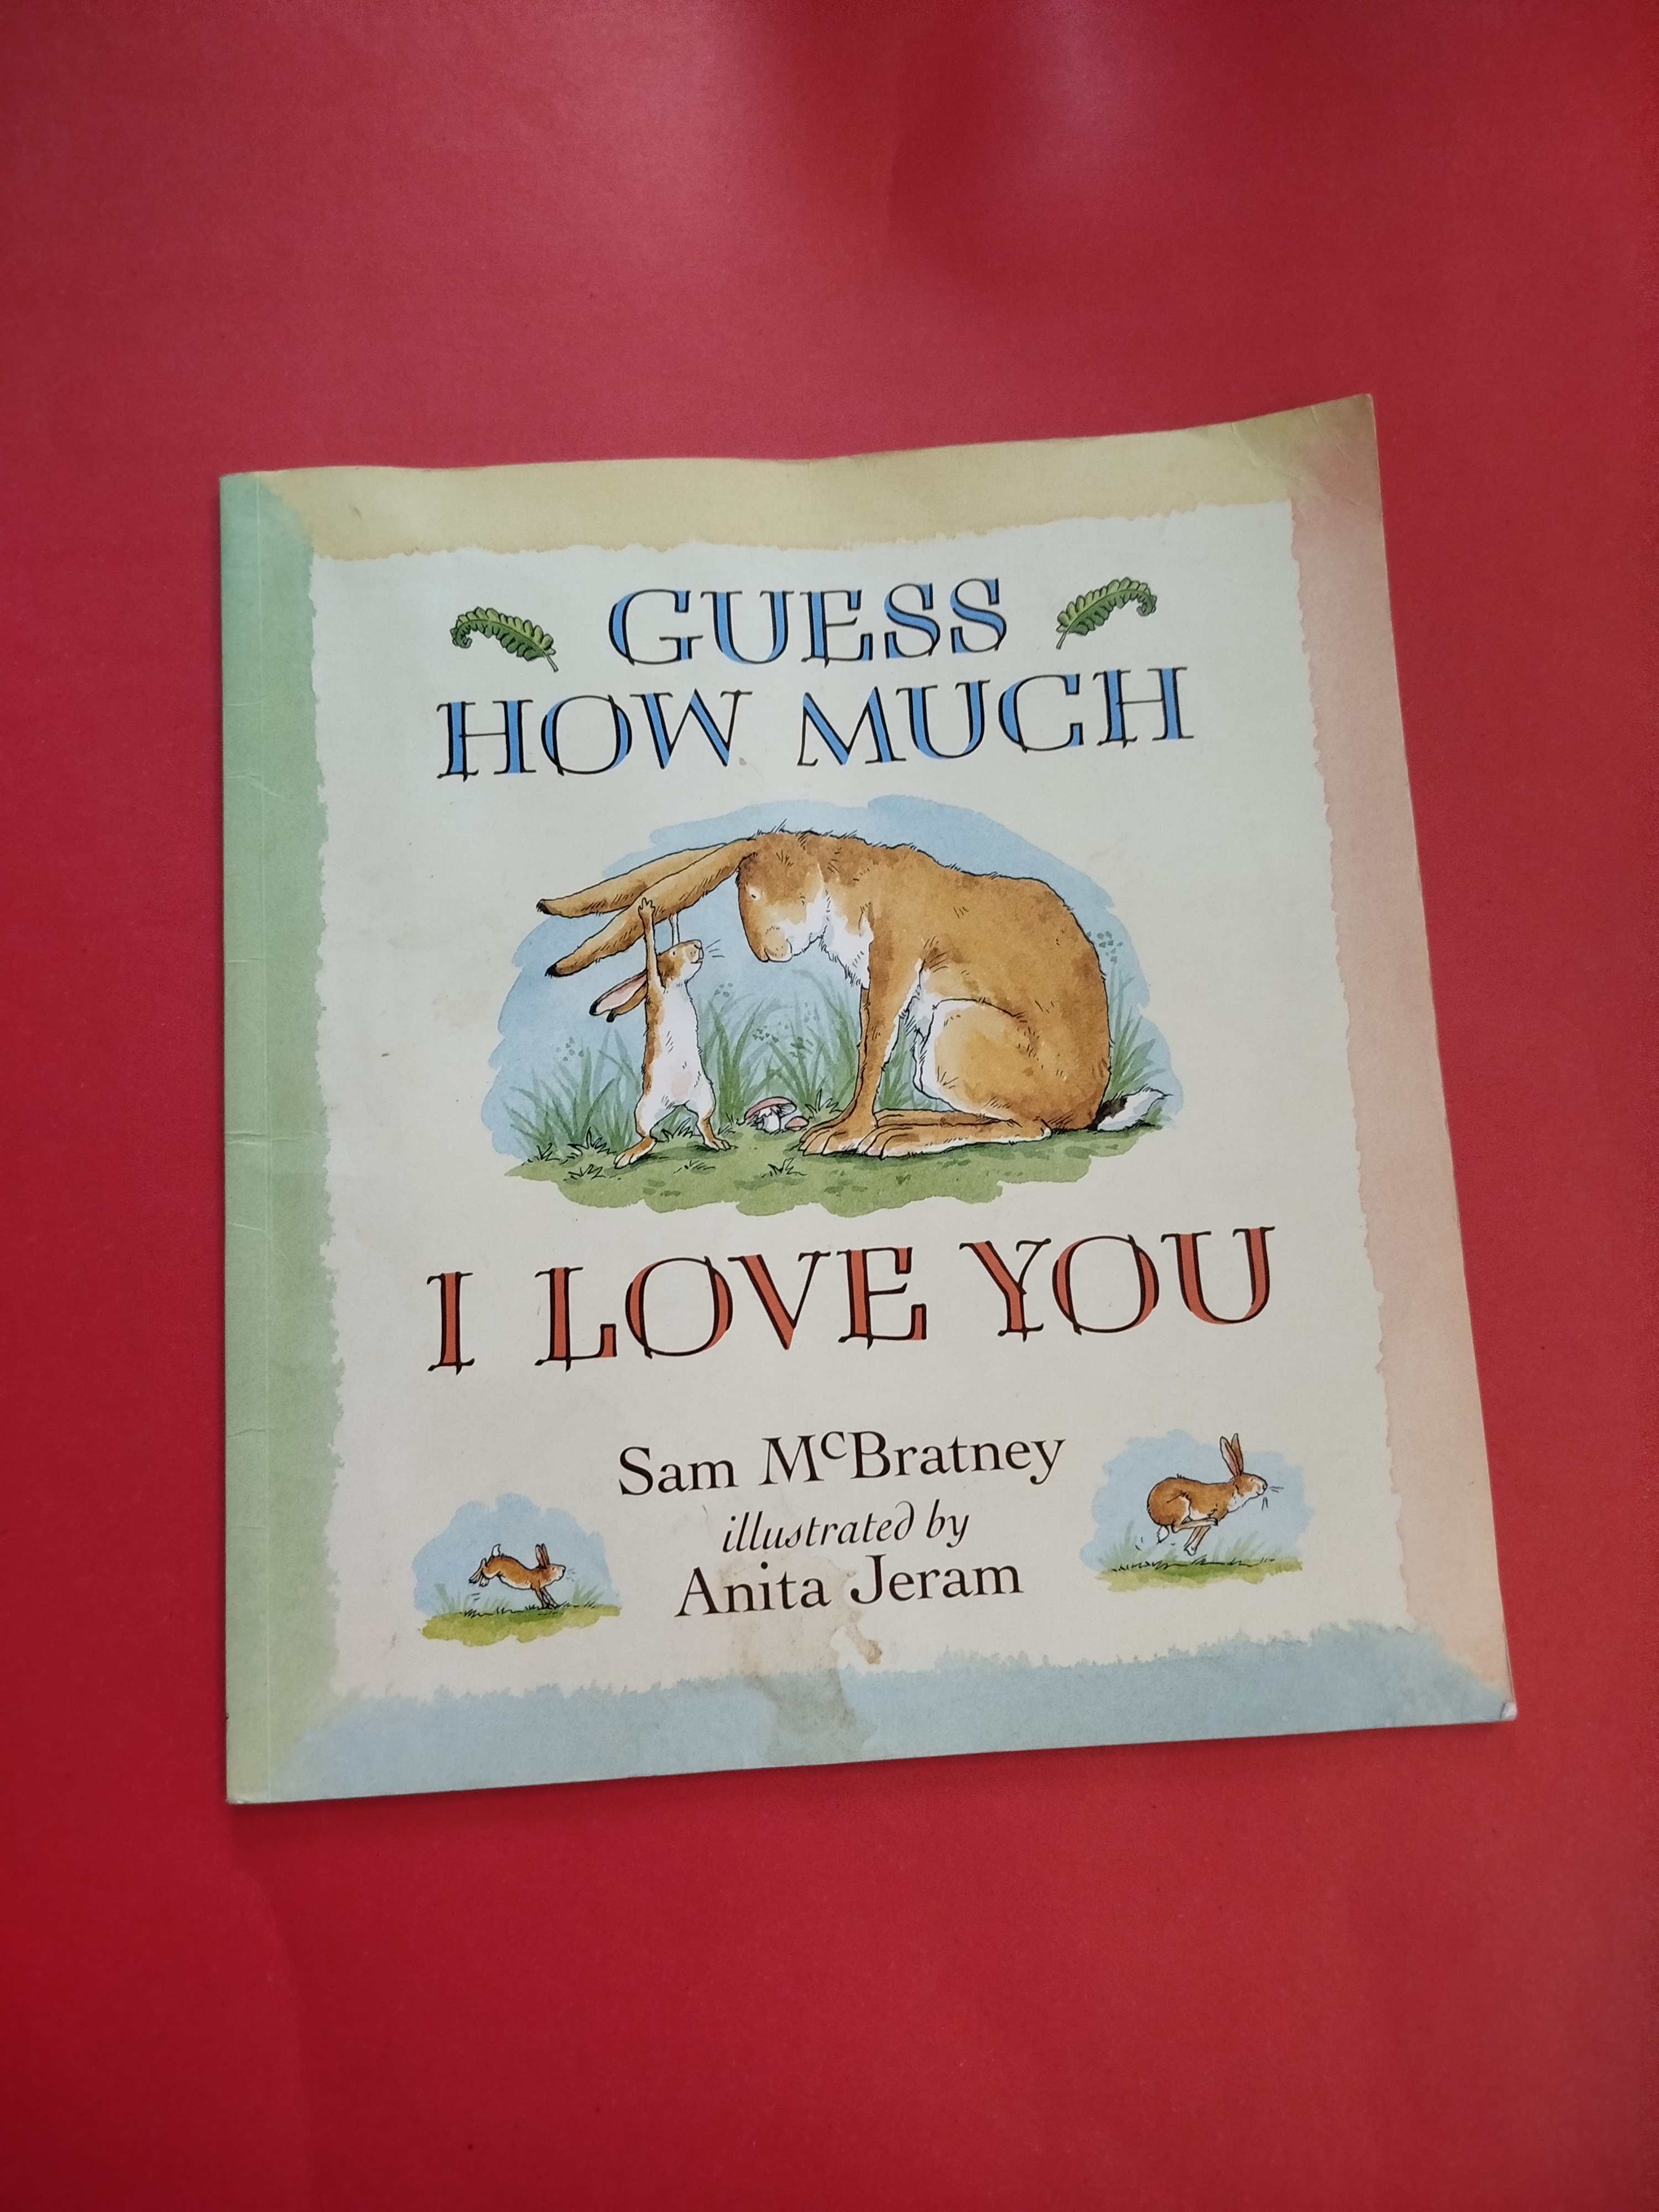 GUESS
HOW MUCH
I LOVE YOU
Sam McBratney
illustrated by
Anita Jeram